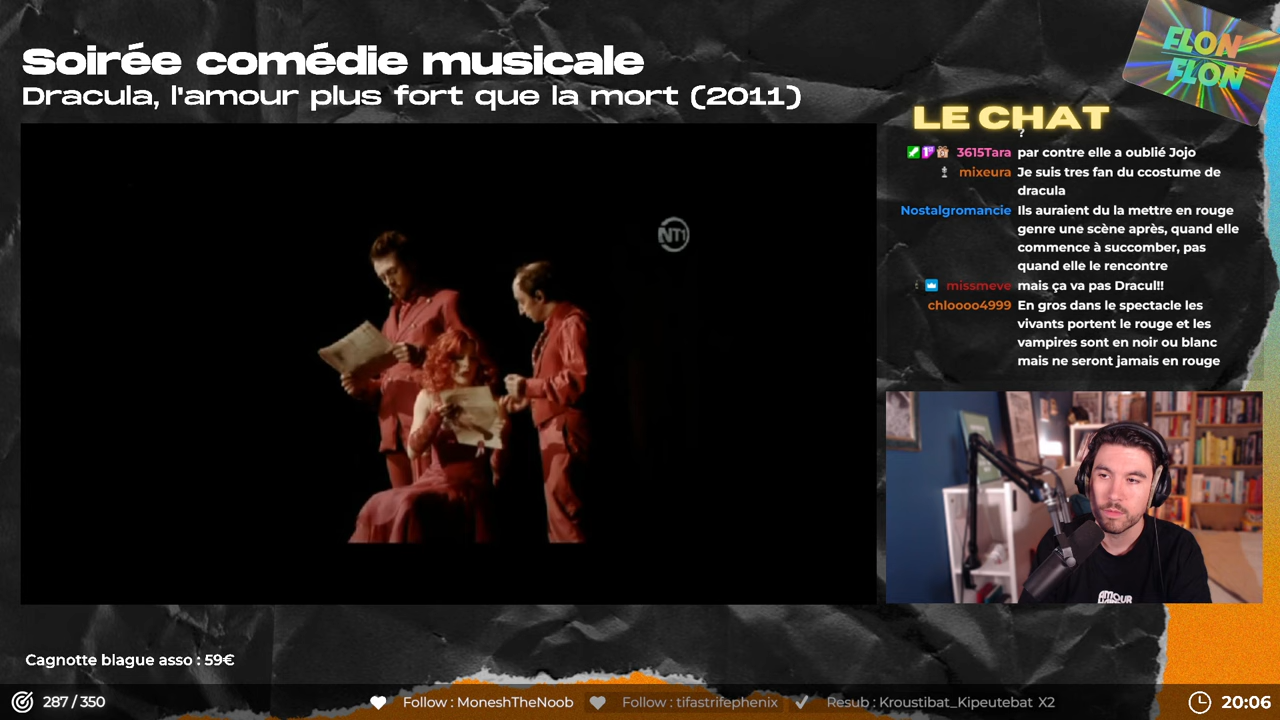 Soirée comédie musicale
Dracula, l'amour plus fort que la mort (2011)
FLON
FLON
LE CHAT
?
3615Tara par contre elle a oublié Jojo
mixeura Je suis tres fan du ccostume de
dracula
Nostalgromancie Ils auraient du la mettre en rouge
genre une scène après, quand elle
commence à succomber, pas
quand elle le rencontre
missmeve mais ça va pas Dracul!!
chloooo4999 En gros dans le spectacle les
vivants portent le rouge et les
vampires sont en noir ou blanc
mais ne seront jamais en rouge
NT1
AMOUR
Cagnotte blague asso : 59€
287 / 350
Follow : MoneshTheNoob
Follow : tifastrifephenix
Resub : Kroustibat_Kipeutebat X2
20:06